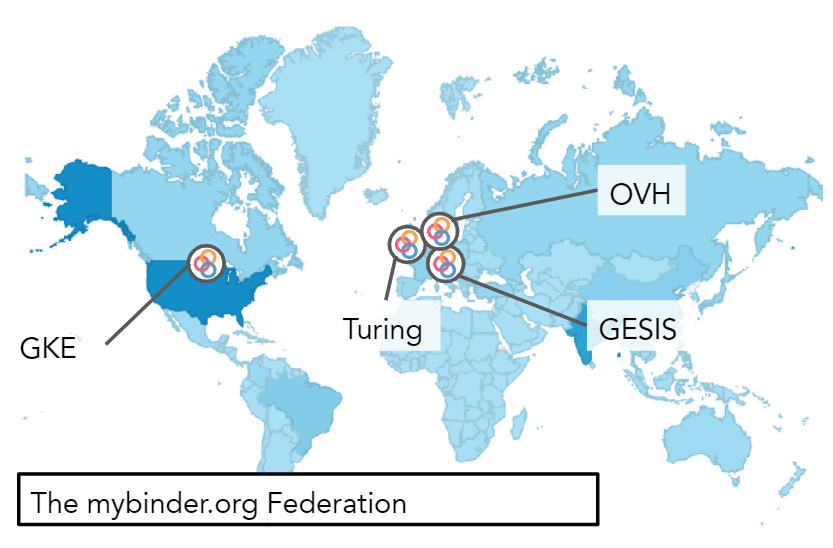 OVH
Turing
GESIS
GKE
The mybinder.org Federation